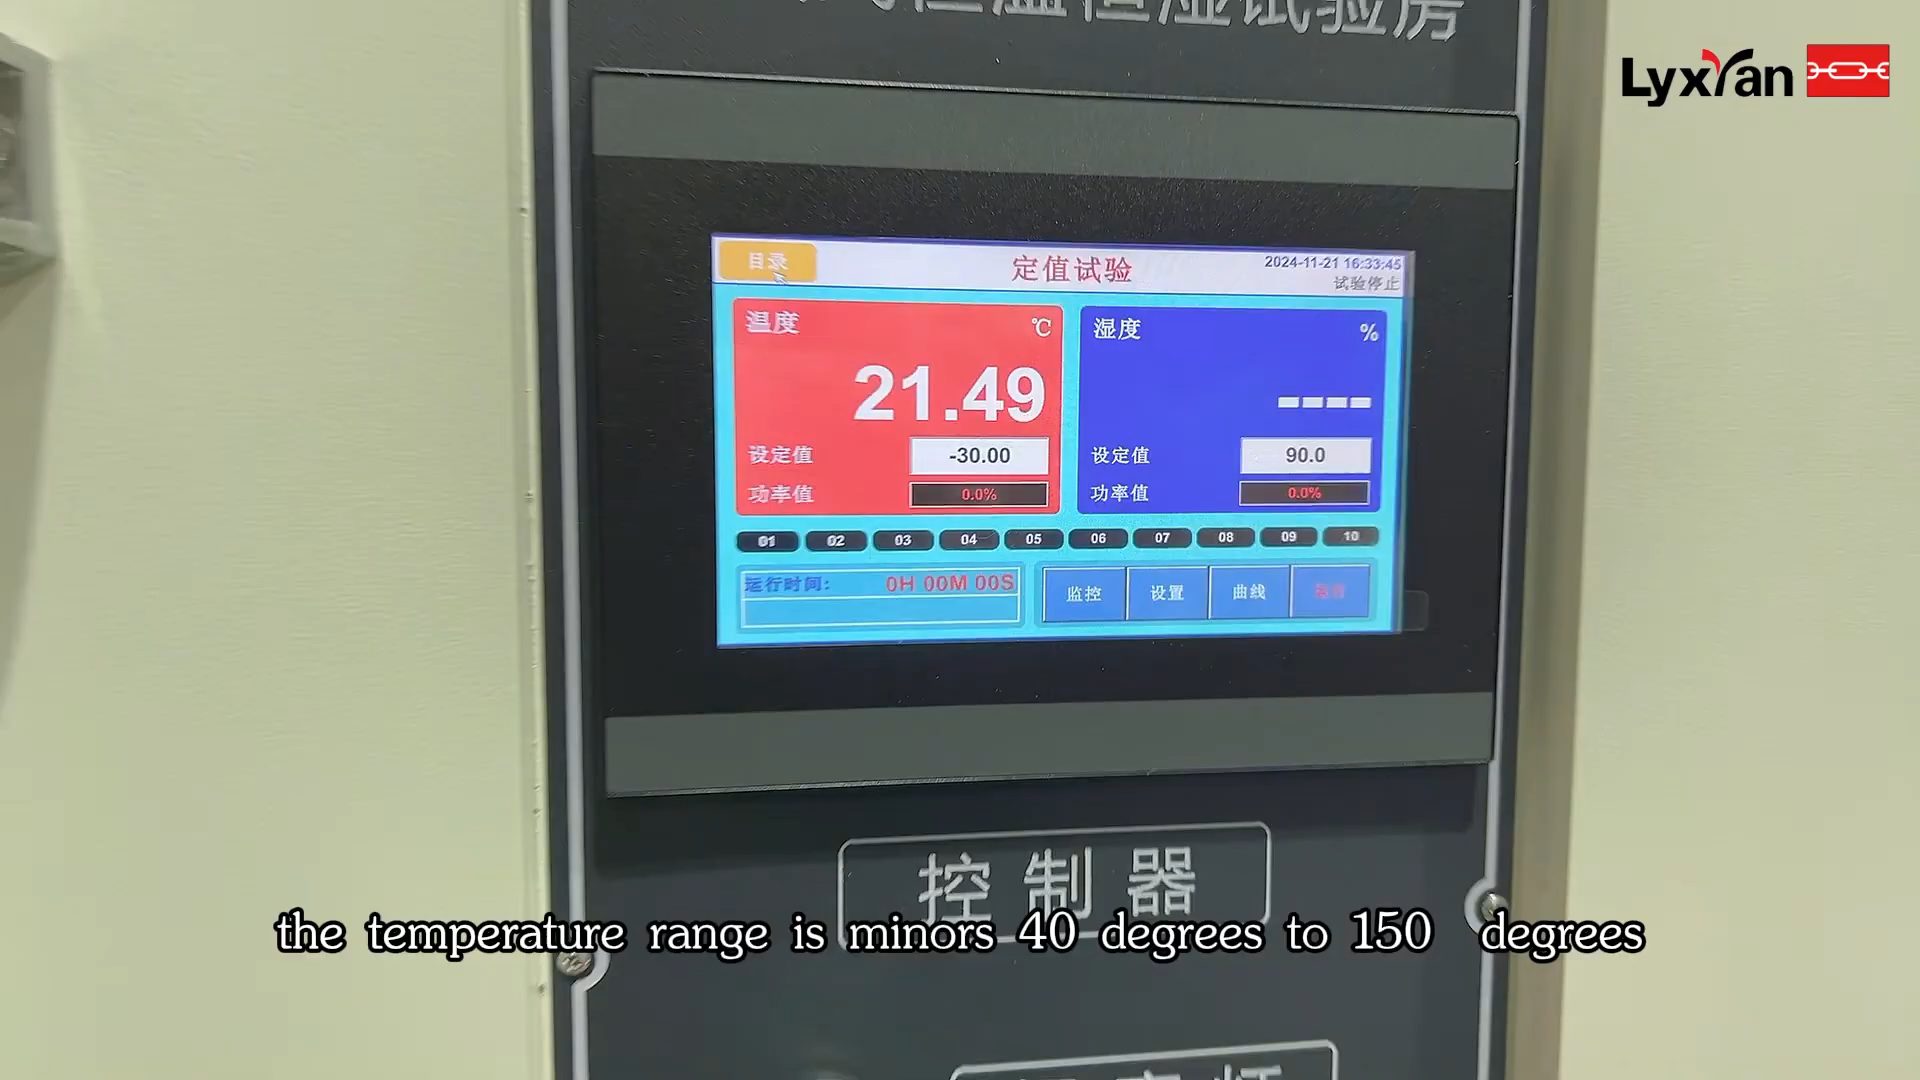 恒温恒湿试验房
Lyxyan
目录
定值试验
2024-11-21 16:33:45
试验停止
温度 ℃
21.49
设定值 -30.00
功率值 0.0%
湿度 %
----
设定值 90.0
功率值 0.0%
01 02 03 04 05 06 07 08 09 10
运行时间: 0H 00M 00S
监控 设置 曲线
控制器
the temperature range is minors 40 degrees to 150 degrees